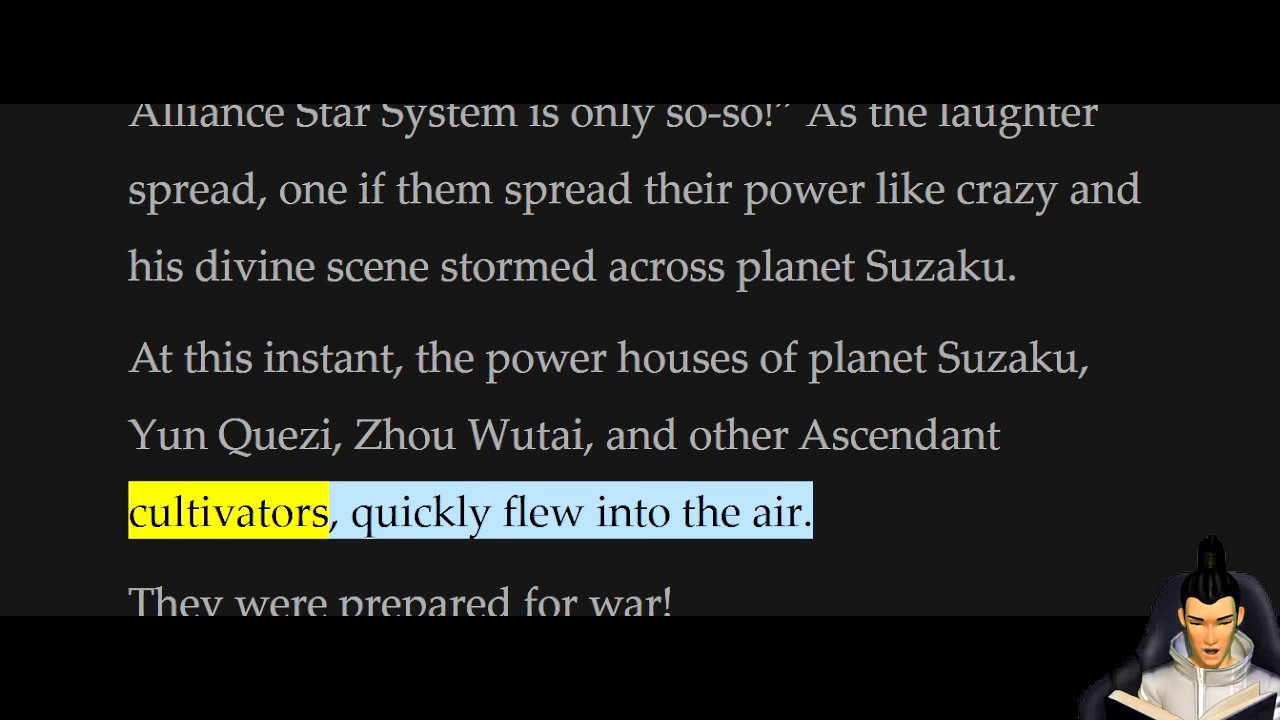 Alliance Star System is only so-so!” As the laughter
spread, one if them spread their power like crazy and
his divine scene stormed across planet Suzaku.
At this instant, the power houses of planet Suzaku,
Yun Quezi, Zhou Wutai, and other Ascendant
cultivators, quickly flew into the air.
They were prepared for war!